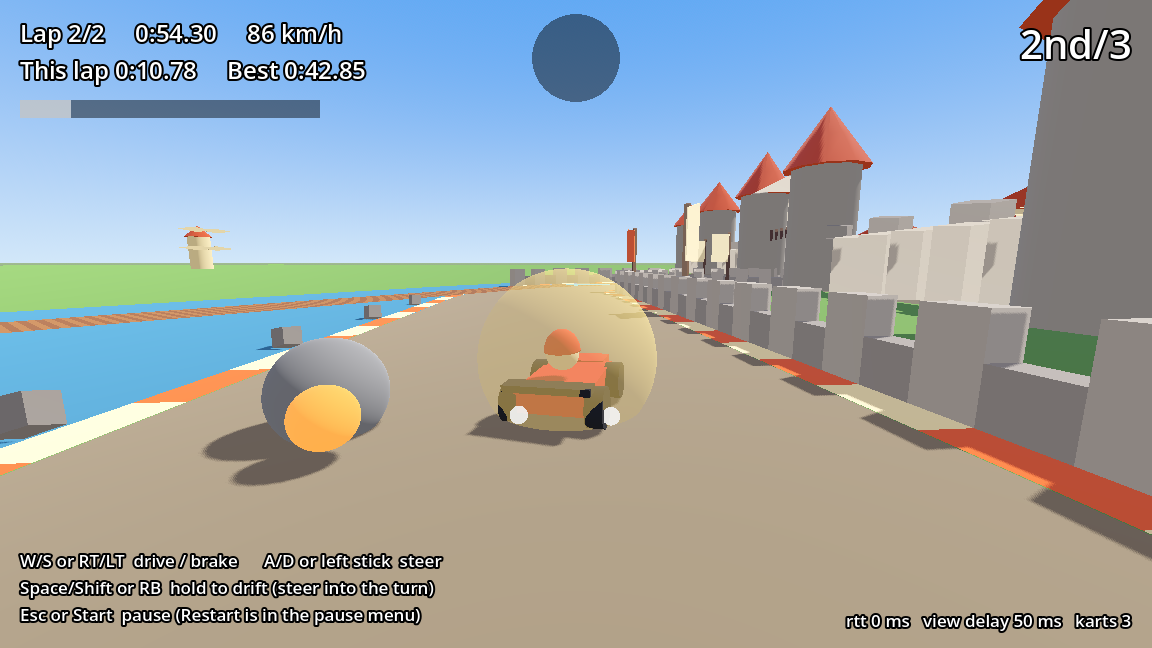 Lap 2/2 0:54.30 86 km/h
2nd/3
This lap 0:10.78 Best 0:42.85
W/S or RT/LT drive / brake A/D or left stick steer
Space/Shift or RB hold to drift (steer into the turn)
Esc or Start pause (Restart is in the pause menu)
rtt 0 ms view delay 50 ms karts 3